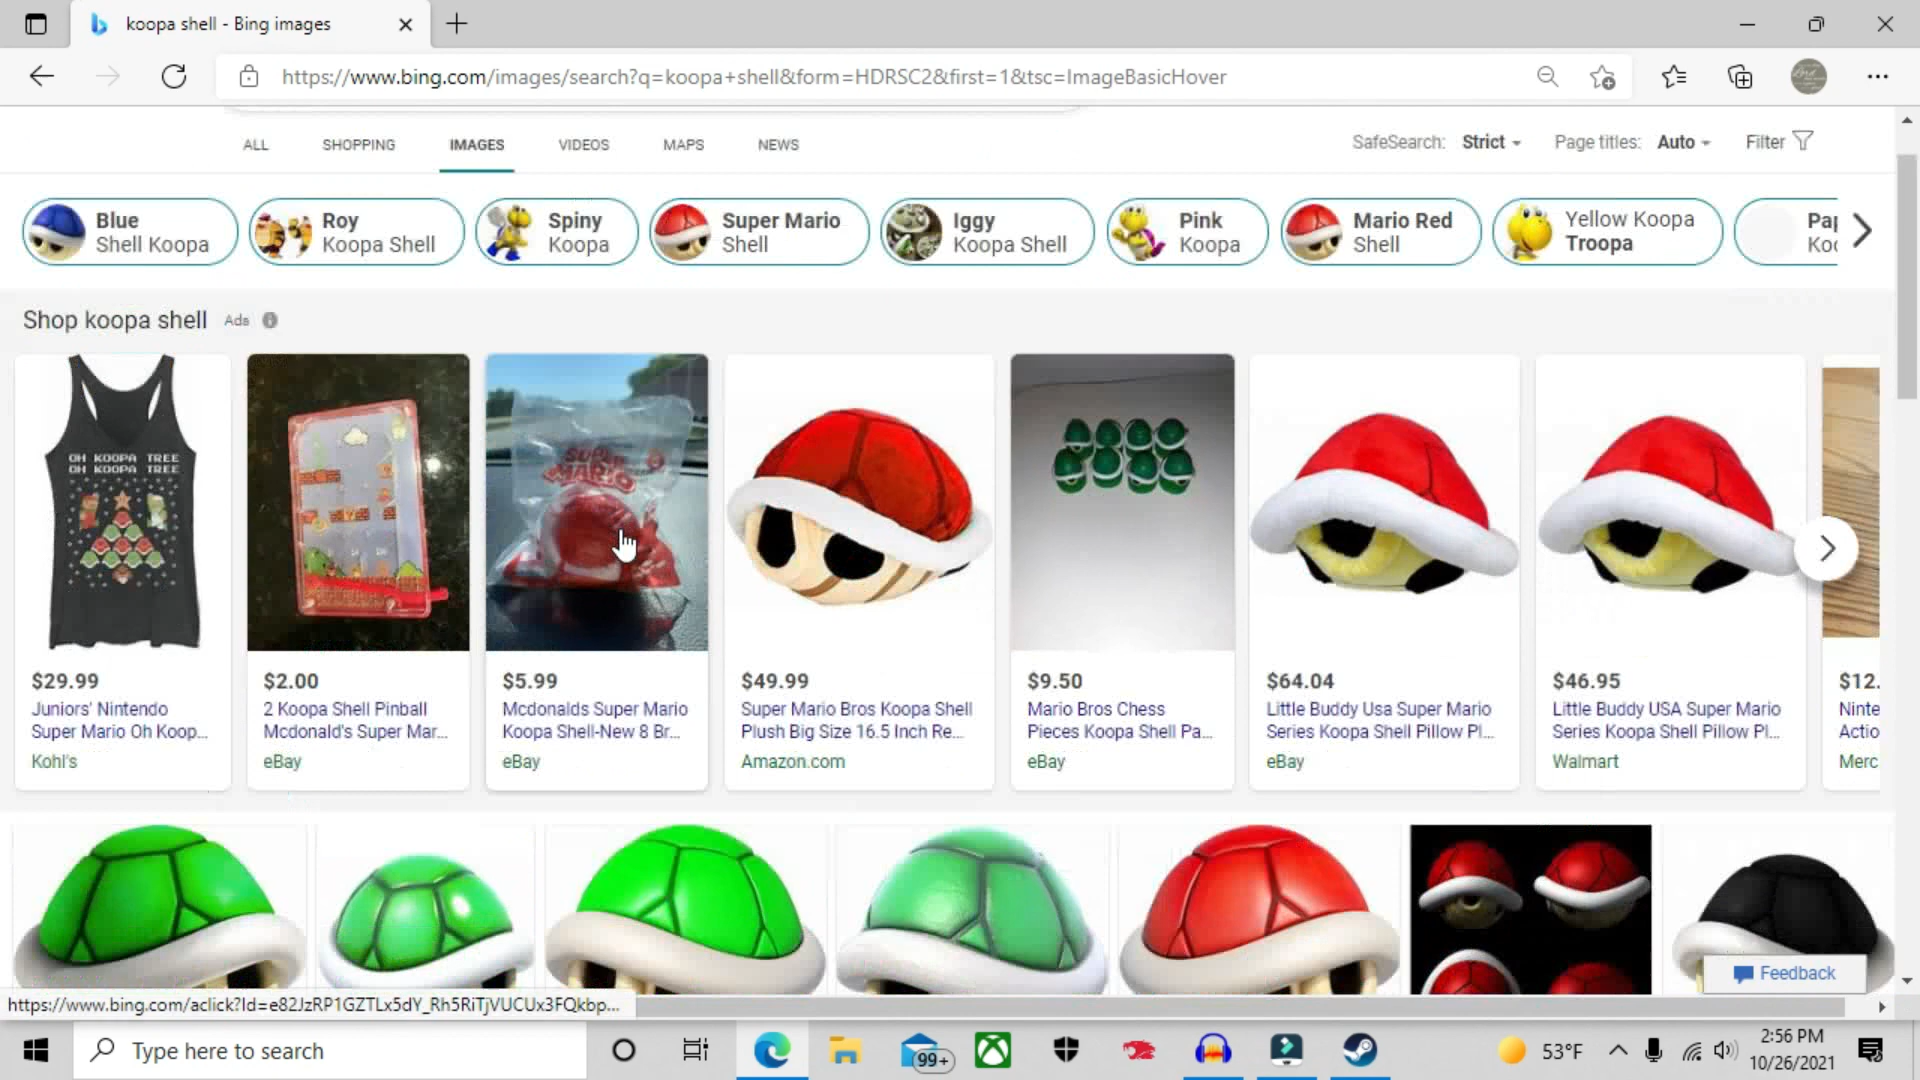 koopa shell - Bing images
https://www.bing.com/images/search?q=koopa+shell&form=HDRSC2&first=1&tsc=ImageBasicHover
ALL SHOPPING IMAGES VIDEOS MAPS NEWS
SafeSearch: Strict Page titles: Auto Filter
Blue
Shell Koopa
Roy
Koopa Shell
Spiny
Koopa
Super Mario
Shell
Iggy
Koopa Shell
Pink
Koopa
Mario Red
Shell
Yellow Koopa
Troopa
Pap
Koo
Shop koopa shell Ads
OH KOOPA TREE
OH KOOPA TREE
SUPER
MARIO
$29.99
Juniors' Nintendo
Super Mario Oh Koop...
Kohl's
$2.00
2 Koopa Shell Pinball
Mcdonald's Super Mar...
eBay
$5.99
Mcdonalds Super Mario
Koopa Shell-New 8 Br...
eBay
$49.99
Super Mario Bros Koopa Shell
Plush Big Size 16.5 Inch Re...
Amazon.com
$9.50
Mario Bros Chess
Pieces Koopa Shell Pa...
eBay
$64.04
Little Buddy Usa Super Mario
Series Koopa Shell Pillow Pl...
eBay
$46.95
Little Buddy USA Super Mario
Series Koopa Shell Pillow Pl...
Walmart
$12.
Ninte
Actio
Merc
Feedback
https://www.bing.com/aclick?ld=e82JzRP1GZTLx5dY_Rh5RiTjVUCUx3FQkbp...
Type here to search
99+
53°F
2:56 PM
10/26/2021